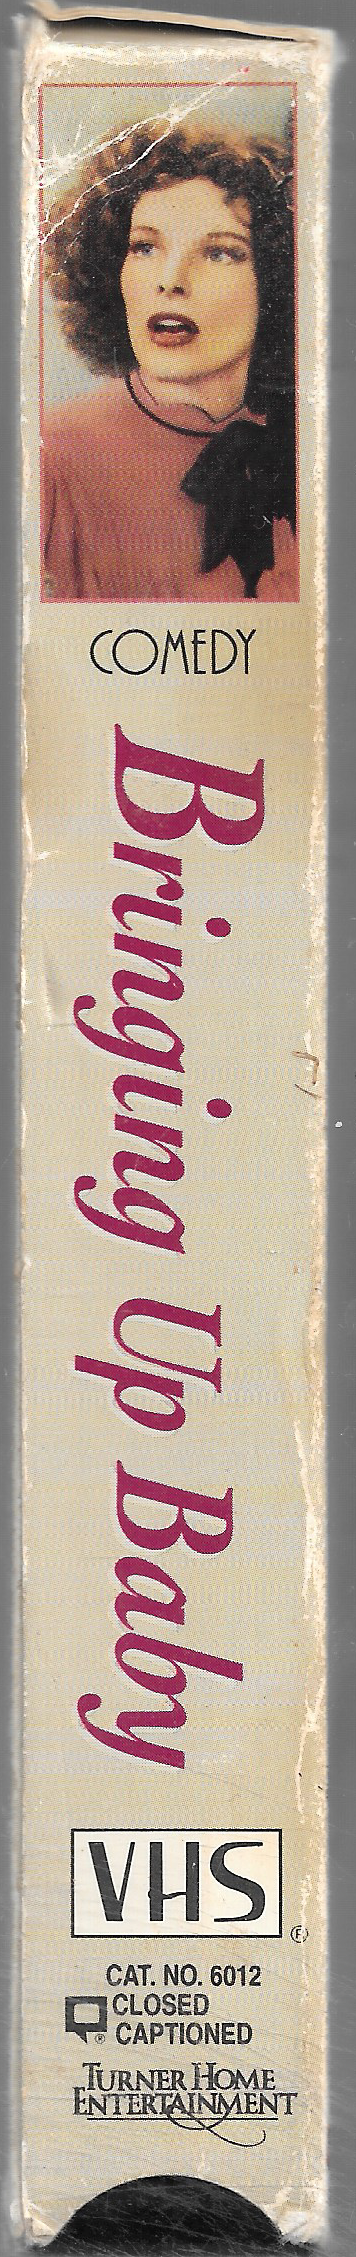 COMEDY
Bringing Up Baby
VHS
CAT. NO. 6012
CLOSED
® CAPTIONED
TURNER HOME
ENTERTAINMENT